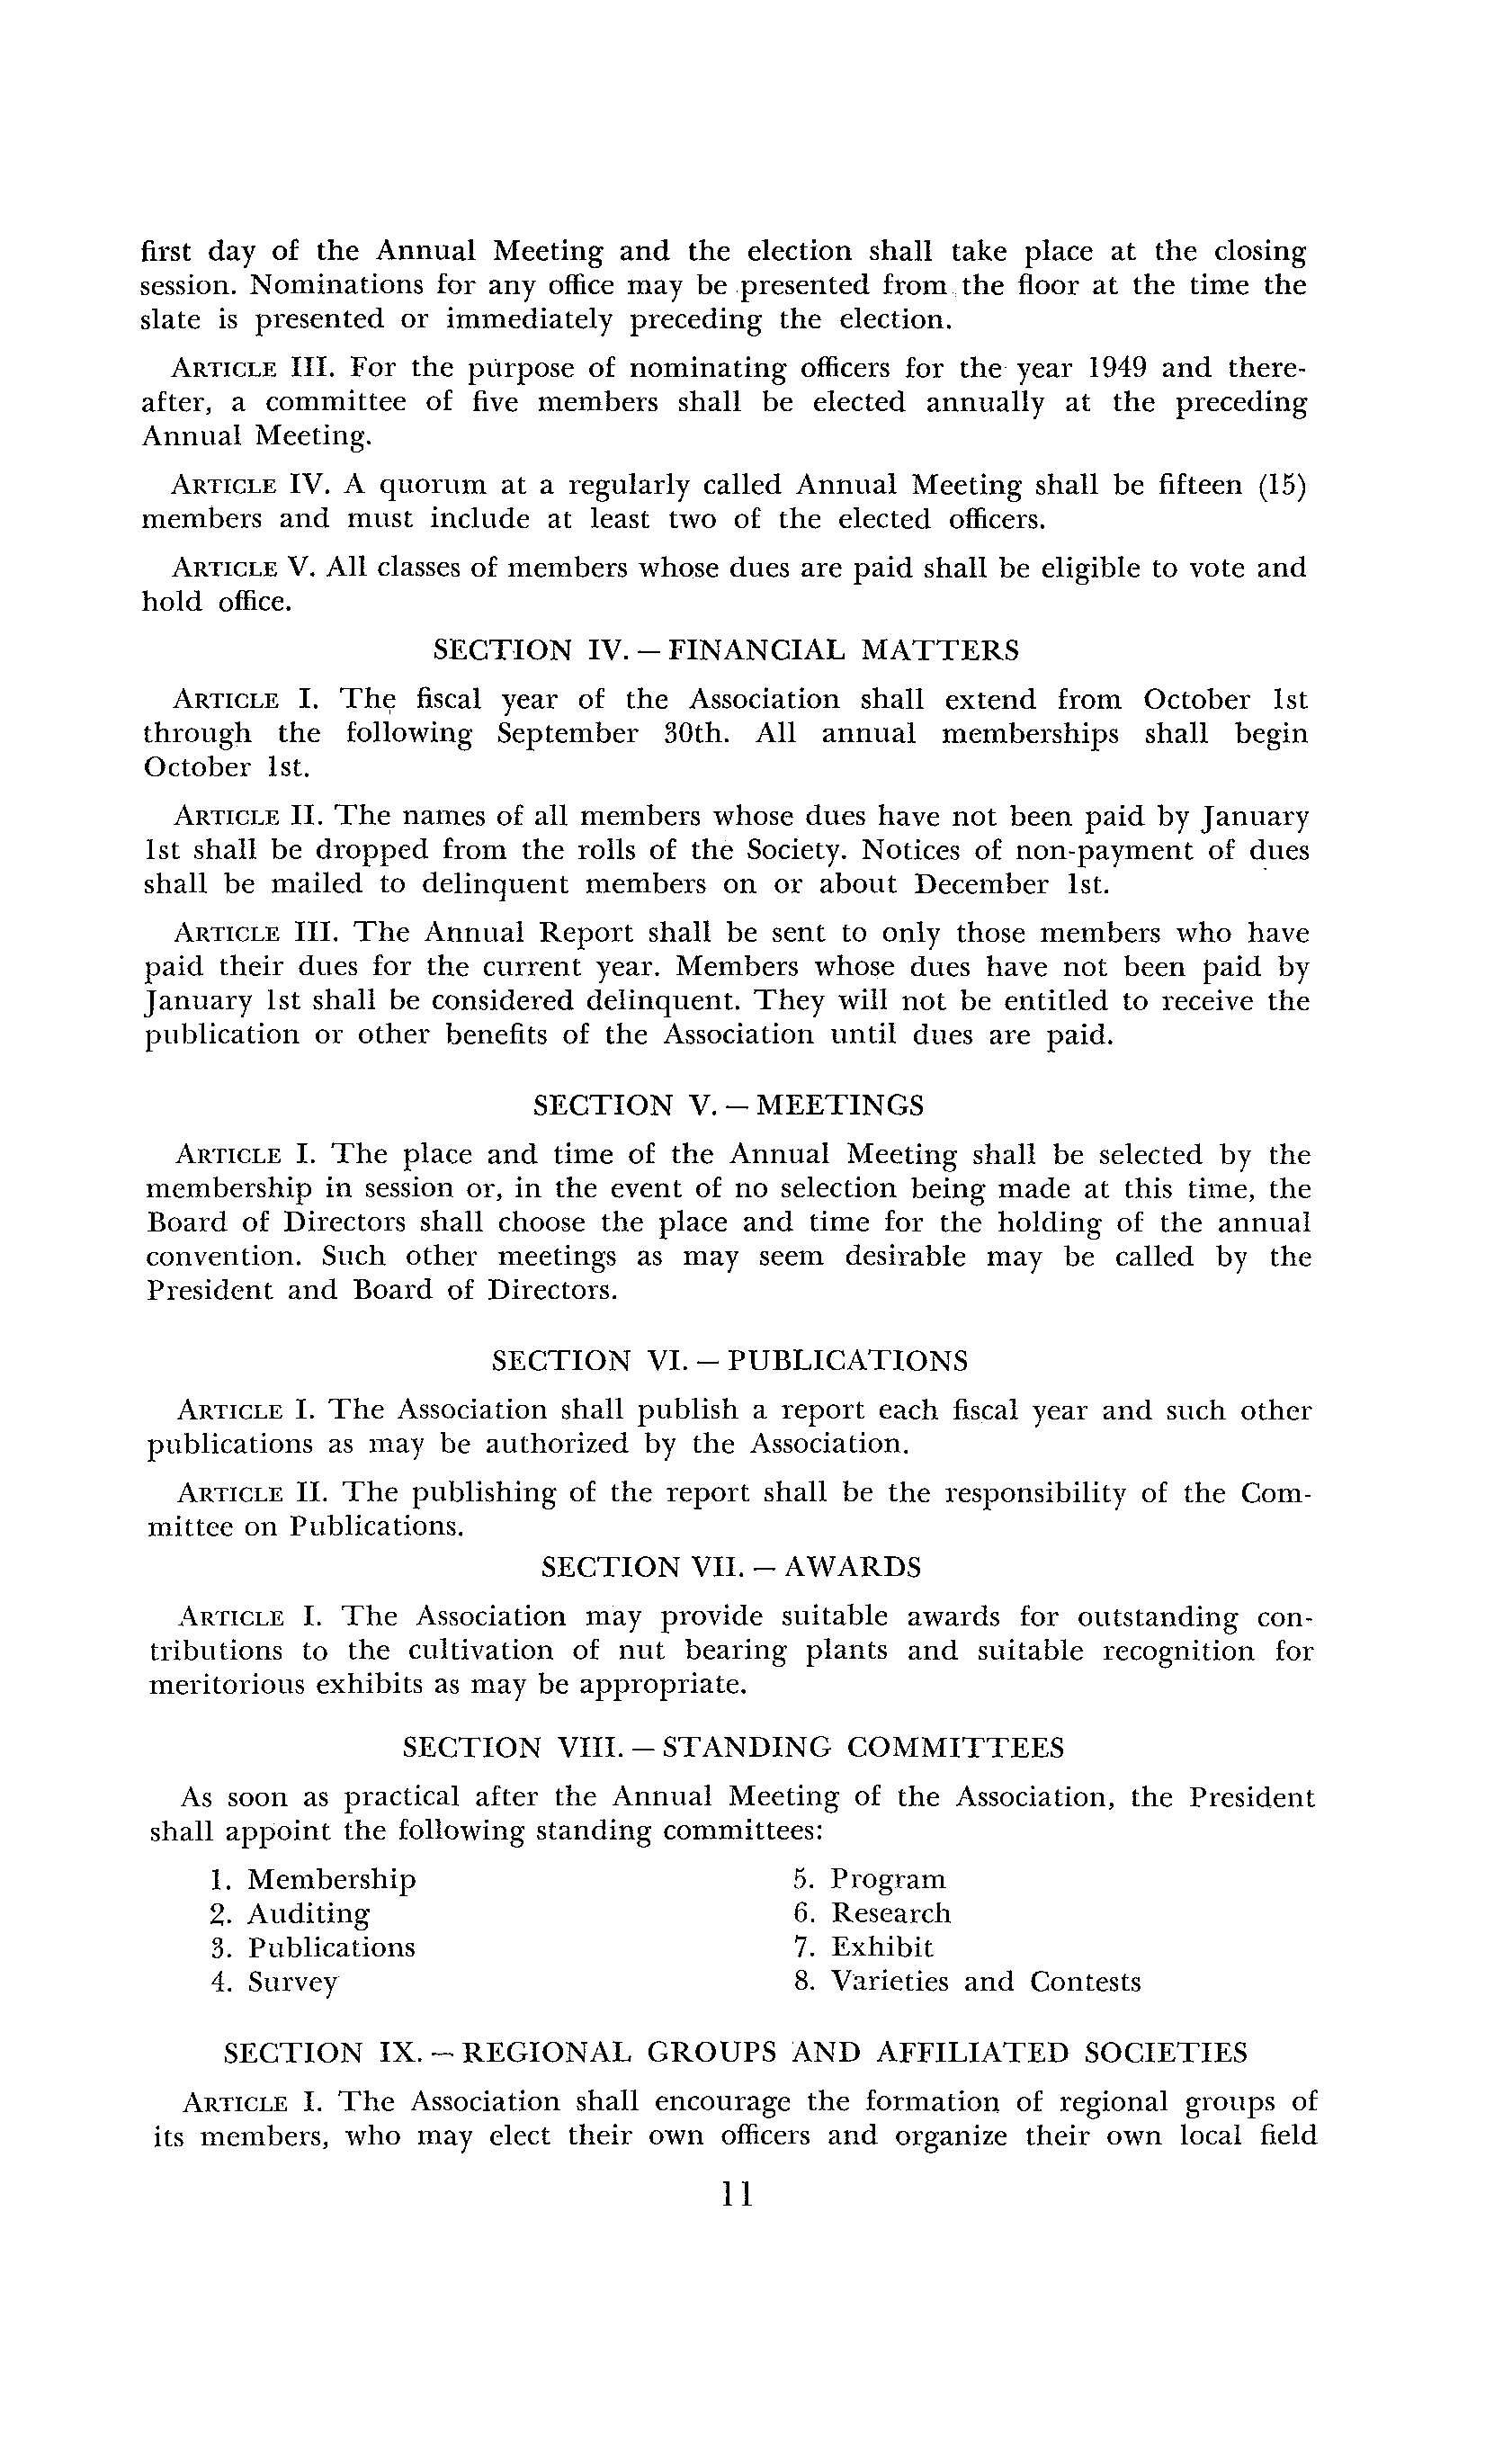 first day of the Annual Meeting and the election shall take place at the closing
session. Nominations for any office may be presented from the floor at the time the
slate is presented or immediately preceding the election.
ARTICLE III. For the purpose of nominating officers for the year 1949 and there-
after, a committee of five members shall be elected annually at the preceding
Annual Meeting.
ARTICLE IV. A quorum at a regularly called Annual Meeting shall be fifteen (15)
members and must include at least two of the elected officers.
ARTICLE V. All classes of members whose dues are paid shall be eligible to vote and
hold office.
SECTION IV. — FINANCIAL MATTERS
ARTICLE I. The fiscal year of the Association shall extend from October 1st
through the following September 30th. All annual memberships shall begin
October 1st.
ARTICLE II. The names of all members whose dues have not been paid by January
1st shall be dropped from the rolls of the Society. Notices of non-payment of dues
shall be mailed to delinquent members on or about December 1st.
ARTICLE III. The Annual Report shall be sent to only those members who have
paid their dues for the current year. Members whose dues have not been paid by
January 1st shall be considered delinquent. They will not be entitled to receive the
publication or other benefits of the Association until dues are paid.
SECTION V. — MEETINGS
ARTICLE I. The place and time of the Annual Meeting shall be selected by the
membership in session or, in the event of no selection being made at this time, the
Board of Directors shall choose the place and time for the holding of the annual
convention. Such other meetings as may seem desirable may be called by the
President and Board of Directors.
SECTION VI. — PUBLICATIONS
ARTICLE I. The Association shall publish a report each fiscal year and such other
publications as may be authorized by the Association.
ARTICLE II. The publishing of the report shall be the responsibility of the Com-
mittee on Publications.
SECTION VII. — AWARDS
ARTICLE I. The Association may provide suitable awards for outstanding con-
tributions to the cultivation of nut bearing plants and suitable recognition for
meritorious exhibits as may be appropriate.
SECTION VIII. — STANDING COMMITTEES
As soon as practical after the Annual Meeting of the Association, the President
shall appoint the following standing committees:
1. Membership
2. Auditing
3. Publications
4. Survey
5. Program
6. Research
7. Exhibit
8. Varieties and Contests
SECTION IX. — REGIONAL GROUPS AND AFFILIATED SOCIETIES
ARTICLE I. The Association shall encourage the formation of regional groups of
its members, who may elect their own officers and organize their own local field
11